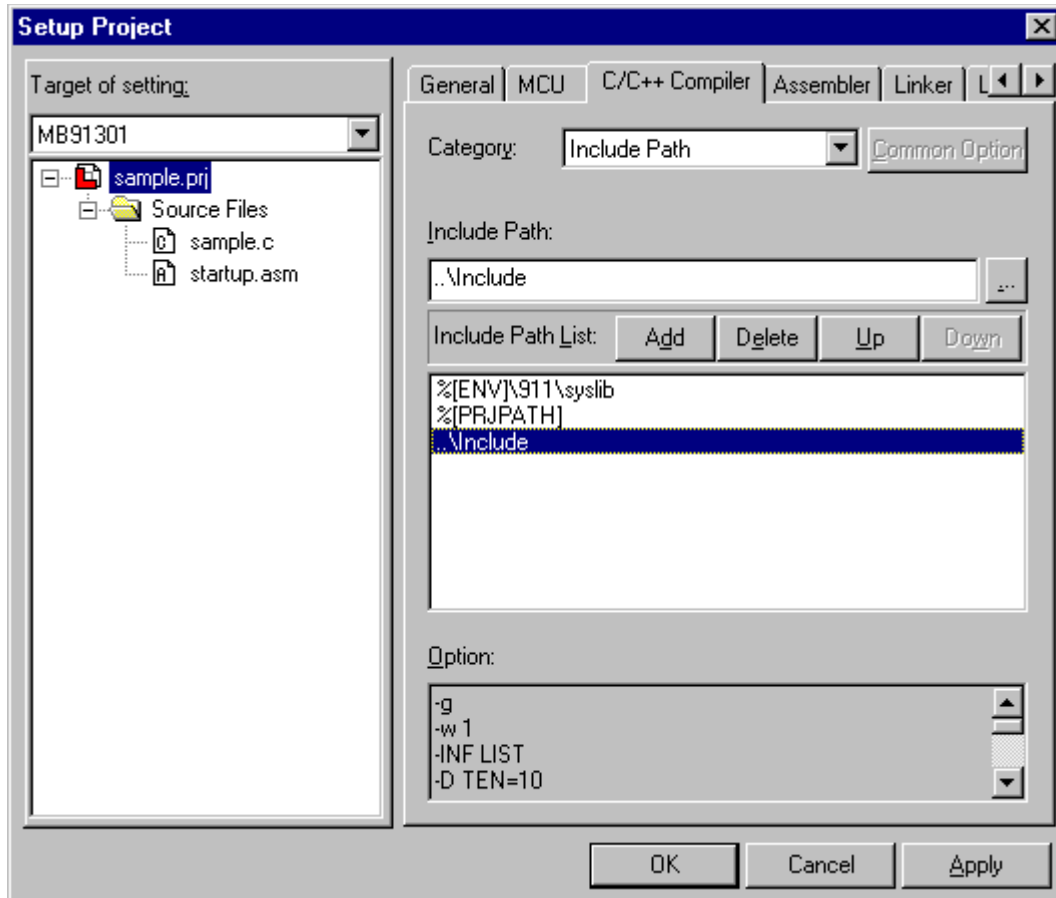 Setup Project
Target of setting:
MB91301
sample.prj
Source Files
sample.c
startup.asm
General
MCU
C/C++ Compiler
Assembler
Linker
L
Category:
Include Path
Common Option
Include Path:
..\Include
...
Include Path List:
Add
Delete
Up
Down
%[ENV]\911\syslib
%[PRJPATH]
..\Include
Option:
-g
-w 1
-INF LIST
-D TEN=10
OK
Cancel
Apply